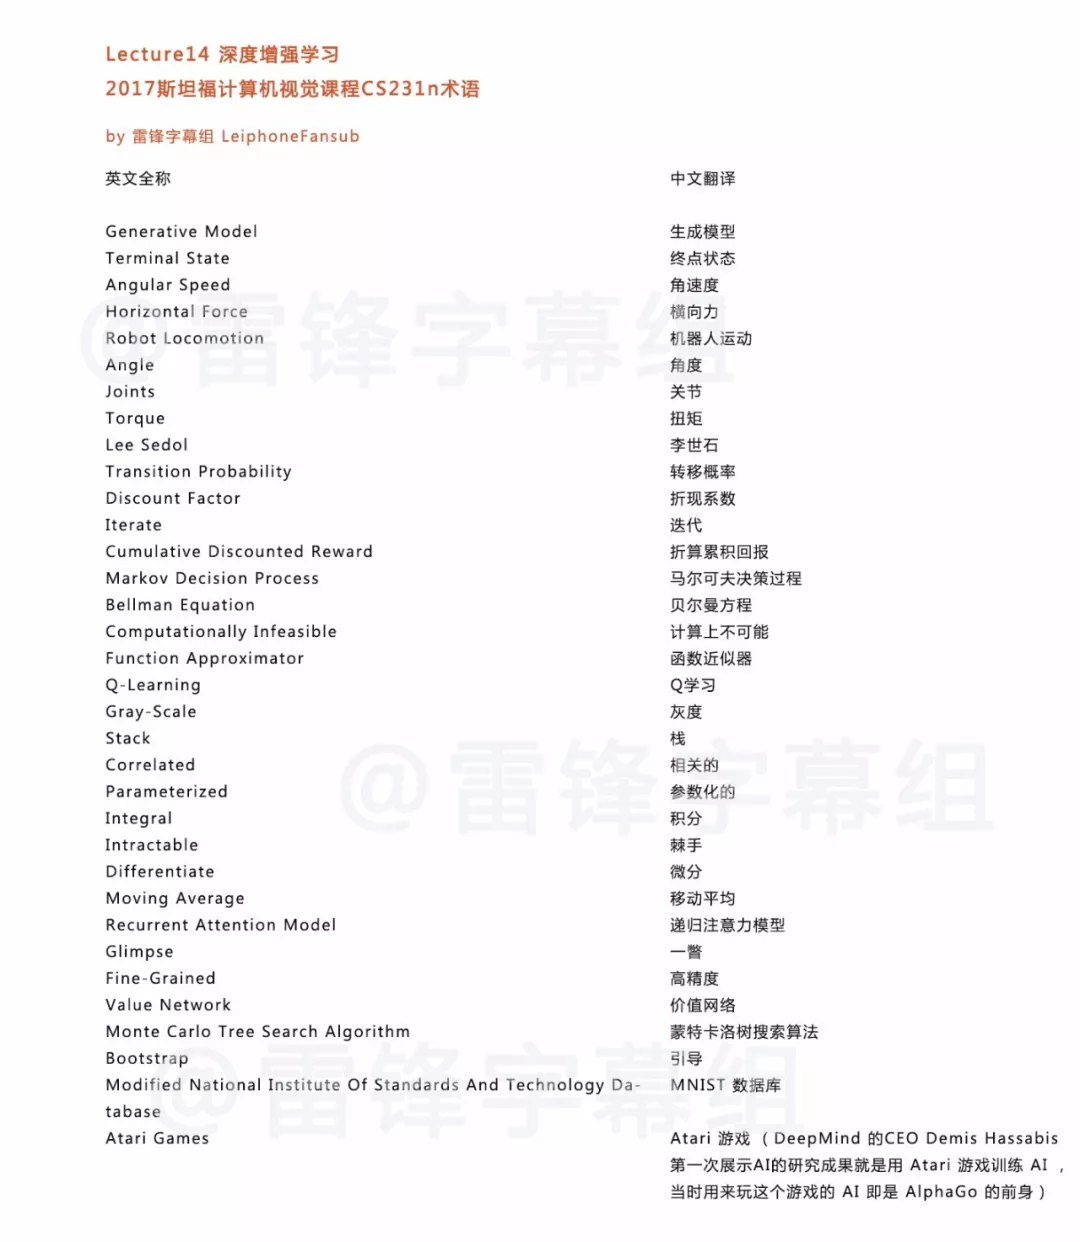 Lecture14 深度增强学习
2017斯坦福计算机视觉课程CS231n术语
by 雷锋字幕组 LeiphoneFansub
英文全称 中文翻译
Generative Model 生成模型
Terminal State 终点状态
Angular Speed 角速度
Horizontal Force 横向力
Robot Locomotion 机器人运动
Angle 角度
Joints 关节
Torque 扭矩
Lee Sedol 李世石
Transition Probability 转移概率
Discount Factor 折现系数
Iterate 迭代
Cumulative Discounted Reward 折算累积回报
Markov Decision Process 马尔可夫决策过程
Bellman Equation 贝尔曼方程
Computationally Infeasible 计算上不可能
Function Approximator 函数近似器
Q-Learning Q学习
Gray-Scale 灰度
Stack 栈
Correlated 相关的
Parameterized 参数化的
Integral 积分
Intractable 棘手
Differentiate 微分
Moving Average 移动平均
Recurrent Attention Model 递归注意力模型
Glimpse 一瞥
Fine-Grained 高精度
Value Network 价值网络
Monte Carlo Tree Search Algorithm 蒙特卡洛树搜索算法
Bootstrap 引导
Modified National Institute Of Standards And Technology Da- MNIST 数据库
tabase
Atari Games Atari 游戏 （DeepMind 的CEO Demis Hassabis
第一次展示AI的研究成果就是用 Atari 游戏训练 AI ，
当时用来玩这个游戏的 AI 即是 AlphaGo 的前身）
@雷锋字幕组
@雷锋字幕组
@雷锋字幕组